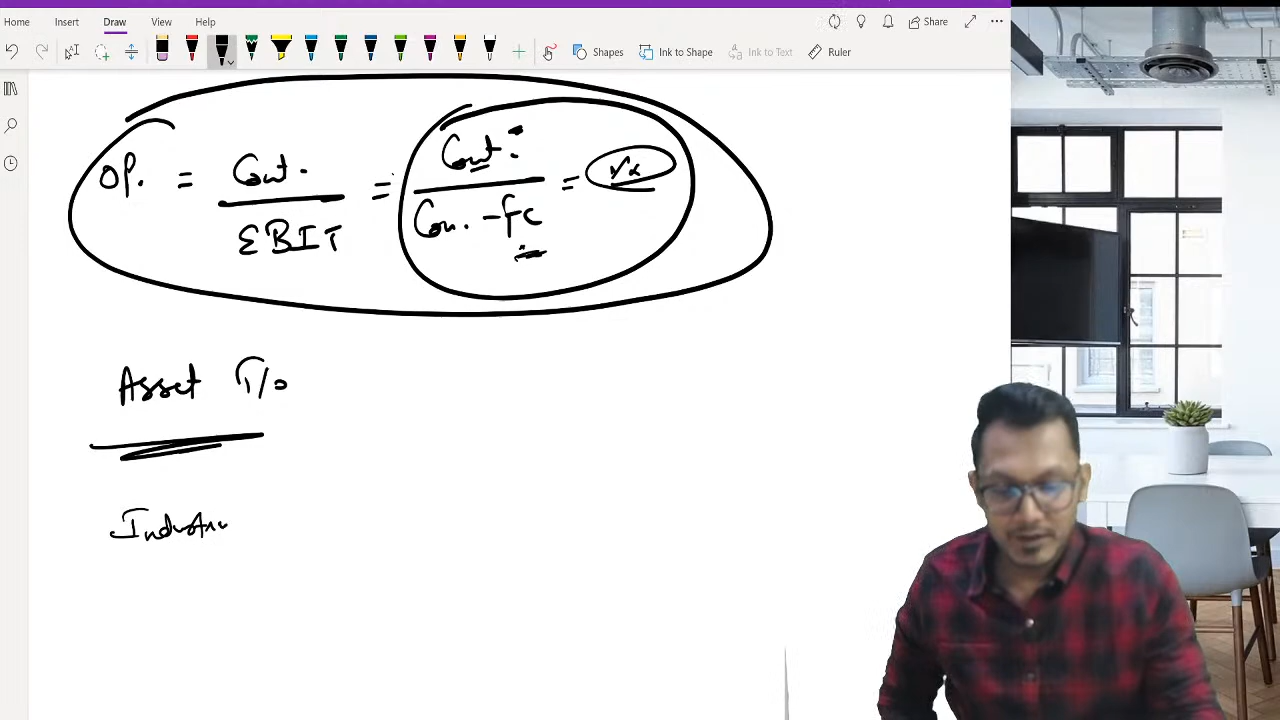 Home Insert Draw View Help Share
Shapes Ink to Shape Ink to Text Ruler
OP. = Cont. / EBIT = Cont. / Con. - FC =
Asset T/o
Industry